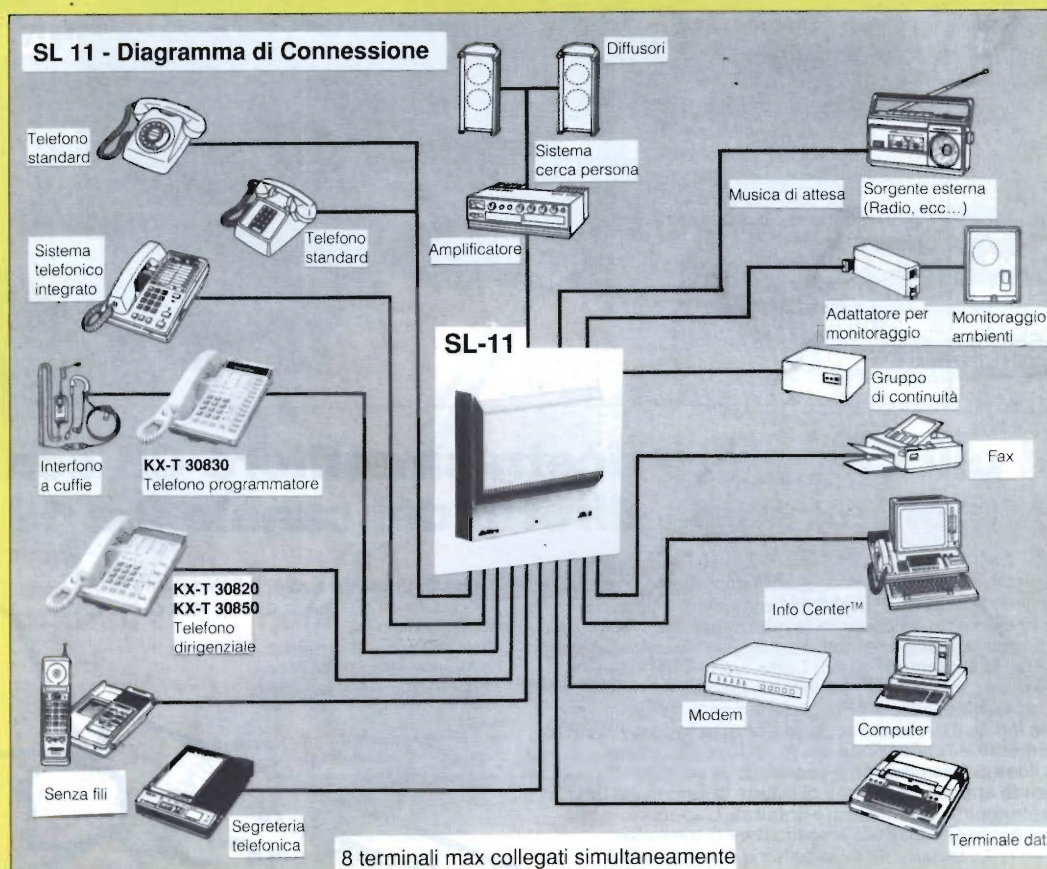 SL 11 - Diagramma di Connessione
Diffusori
Telefono
standard
Sistema
cerca persona
Musica di attesa
Sorgente esterna
(Radio, ecc...)
Telefono
standard
Amplificatore
Sistema
telefonico
integrato
Adattatore per
monitoraggio
Monitoraggio
ambienti
SL-11
Gruppo
di continuità
Interfono
a cuffie
KX-T 30830
Telefono programmatore
Fax
KX-T 30820
KX-T 30850
Telefono
dirigenziale
Info Center™
Modem
Computer
Senza fili
Segreteria
telefonica
Terminale dati
8 terminali max collegati simultaneamente